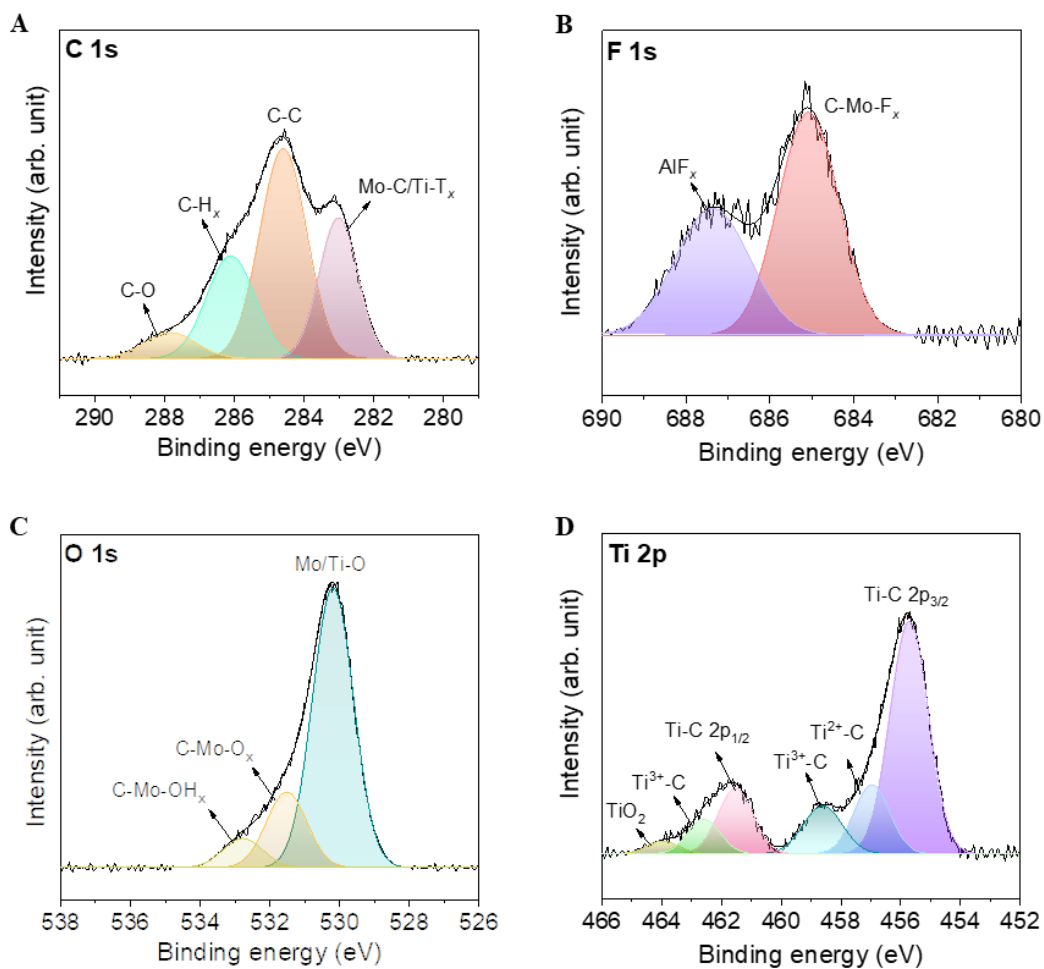 A
C 1s
C-C
Mo-C/Ti-Tₓ
C-Hₓ
C-O
Intensity (arb. unit)
290 288 286 284 282 280
Binding energy (eV)
B
F 1s
C-Mo-Fₓ
AlFₓ
Intensity (arb. unit)
690 688 686 684 682 680
Binding energy (eV)
C
O 1s
Mo/Ti-O
C-Mo-Oₓ
C-Mo-OHₓ
Intensity (arb. unit)
538 536 534 532 530 528 526
Binding energy (eV)
D
Ti 2p
Ti-C 2p₃/₂
Ti-C 2p₁/₂
Ti²⁺-C
Ti³⁺-C
Ti³⁺-C
TiO₂
Intensity (arb. unit)
466 464 462 460 458 456 454 452
Binding energy (eV)